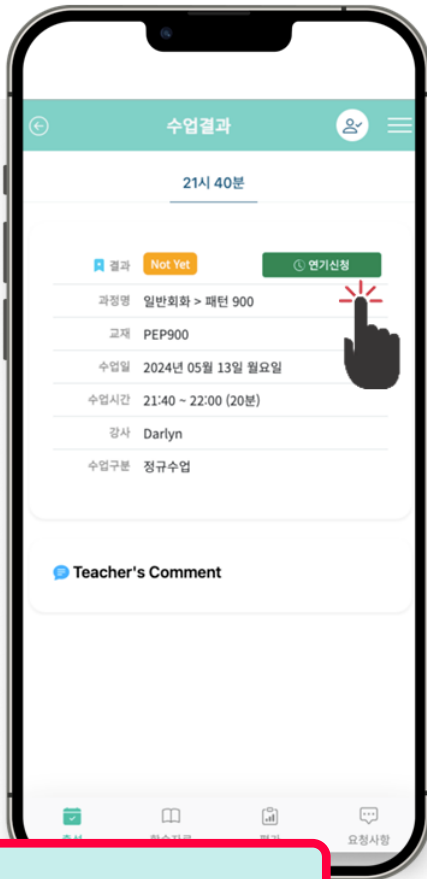 수업결과
21시 40분
결과 Not Yet 연기신청
과정명 일반회화 > 패턴 900
교재 PEP900
수업일 2024년 05월 13일 월요일
수업시간 21:40 ~ 22:00 (20분)
강사 Darlyn
수업구분 정규수업
Teacher's Comment
요청사항